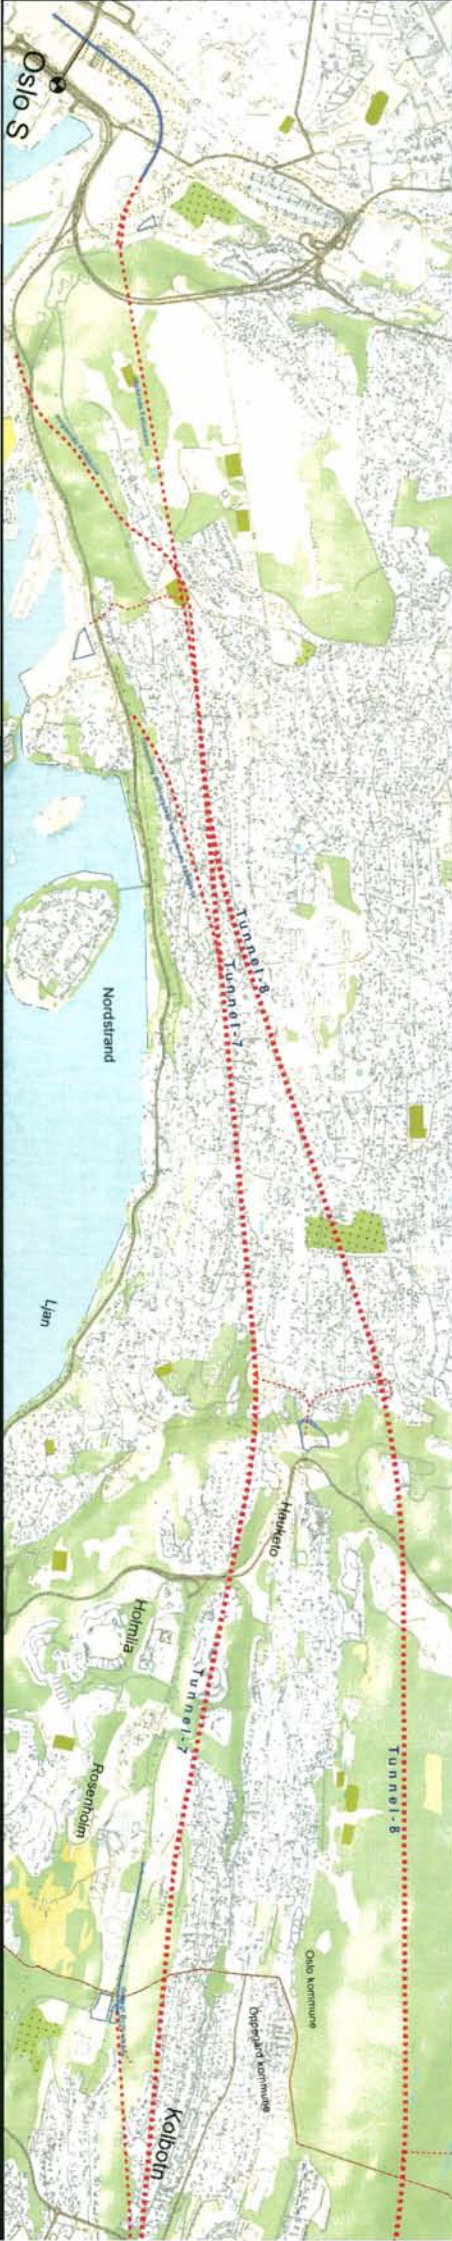 Oslo S
Tunnel-8
Tunnel-7
Nordstrand
Ljan
Hauketo
Holmlia
Tunnel-7
Tunnel-8
Rosenholm
Oslo kommune
Oppegård kommune
Kolbotn